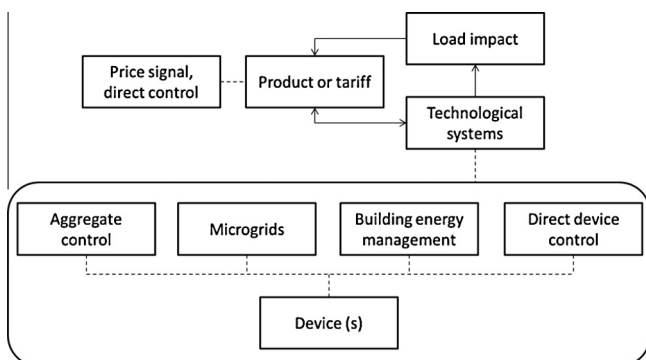 Load impact
Price signal,
direct control
Product or tariff
Technological
systems
Aggregate
control
Microgrids
Building energy
management
Direct device
control
Device (s)